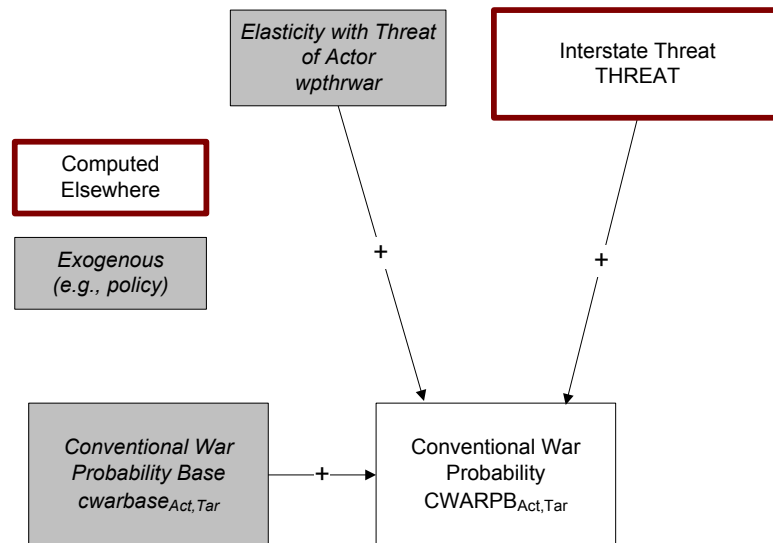 Elasticity with Threat
of Actor
wpthrwar
Interstate Threat
THREAT
Computed
Elsewhere
Exogenous
(e.g., policy)
+
+
Conventional War
Probability Base
cwarbaseAct,Tar
+
Conventional War
Probability
CWARPBAct,Tar